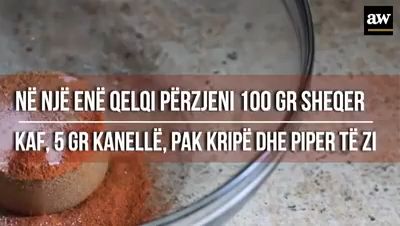 aw
NË NJË ENË QELQI PËRZJENI 100 GR SHEQER
KAF, 5 GR KANELLË, PAK KRIPË DHE PIPER TË ZI